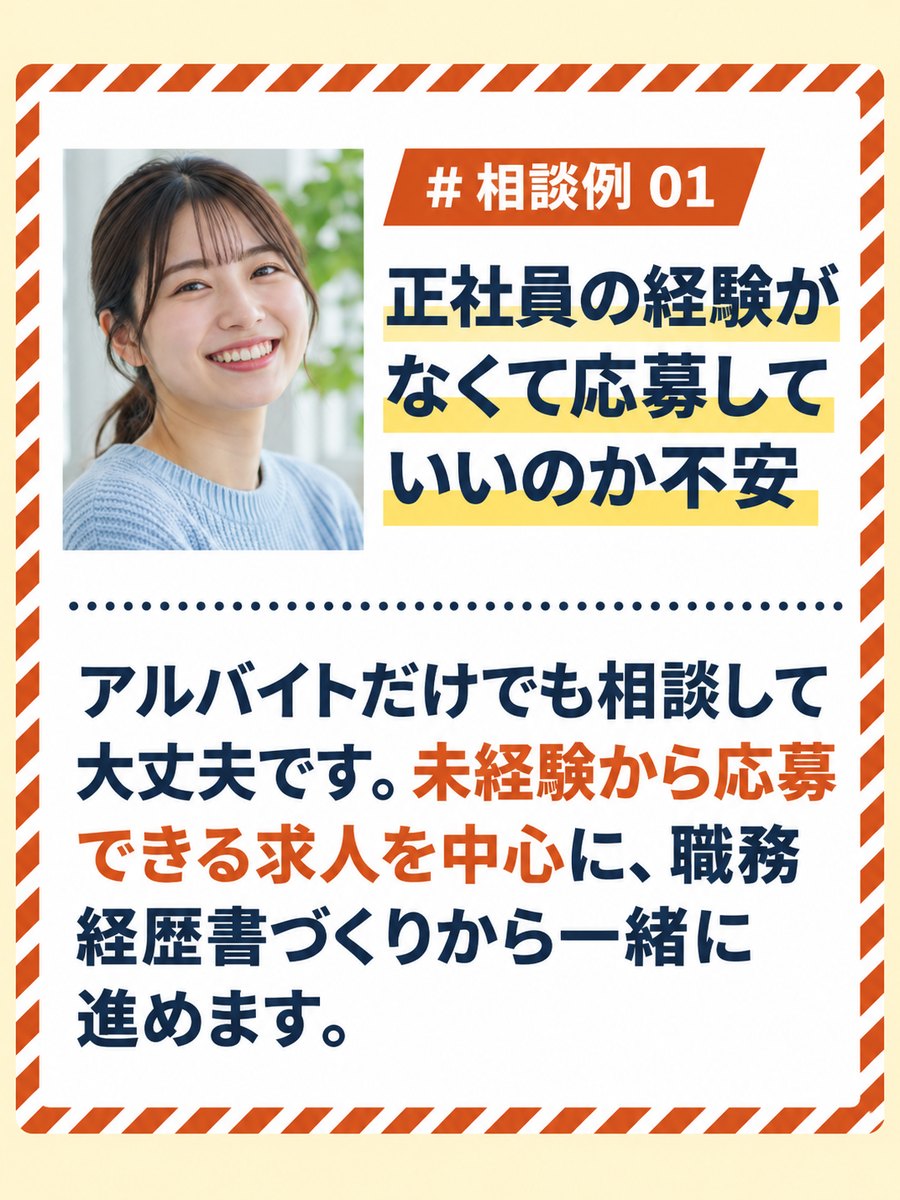 # 相談例 01
正社員の経験が
なくて応募して
いいのか不安
アルバイトだけでも相談して
大丈夫です。未経験から応募
できる求人を中心に、職務
経歴書づくりから一緒に
進めます。